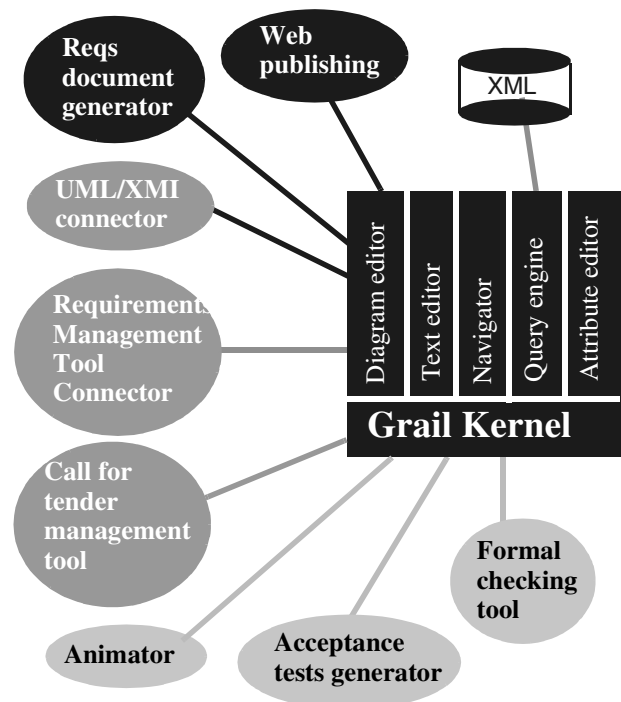 Reqs
document
generator
Web
publishing
XML
UML/XMI
connector
Requirements
Management
Tool
Connector
Diagram editor
Text editor
Navigator
Query engine
Attribute editor
Grail Kernel
Call for
tender
management
tool
Formal
checking
tool
Animator
Acceptance
tests generator